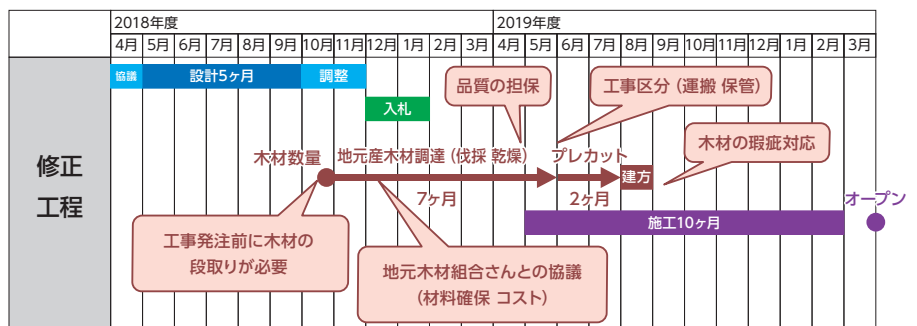 2018年度 2019年度
4月 5月 6月 7月 8月 9月 10月 11月 12月 1月 2月 3月 4月 5月 6月 7月 8月 9月 10月 11月 12月 1月 2月 3月
修正
工程
協議 設計5ヶ月 調整
入札
品質の担保
工事区分(運搬 保管)
木材数量
地元産木材調達(伐採 乾燥)
プレカット
木材の瑕疵対応
建方
7ヶ月
2ヶ月
オープン
施工10ヶ月
工事発注前に木材の
段取りが必要
地元木材組合さんとの協議
(材料確保 コスト)